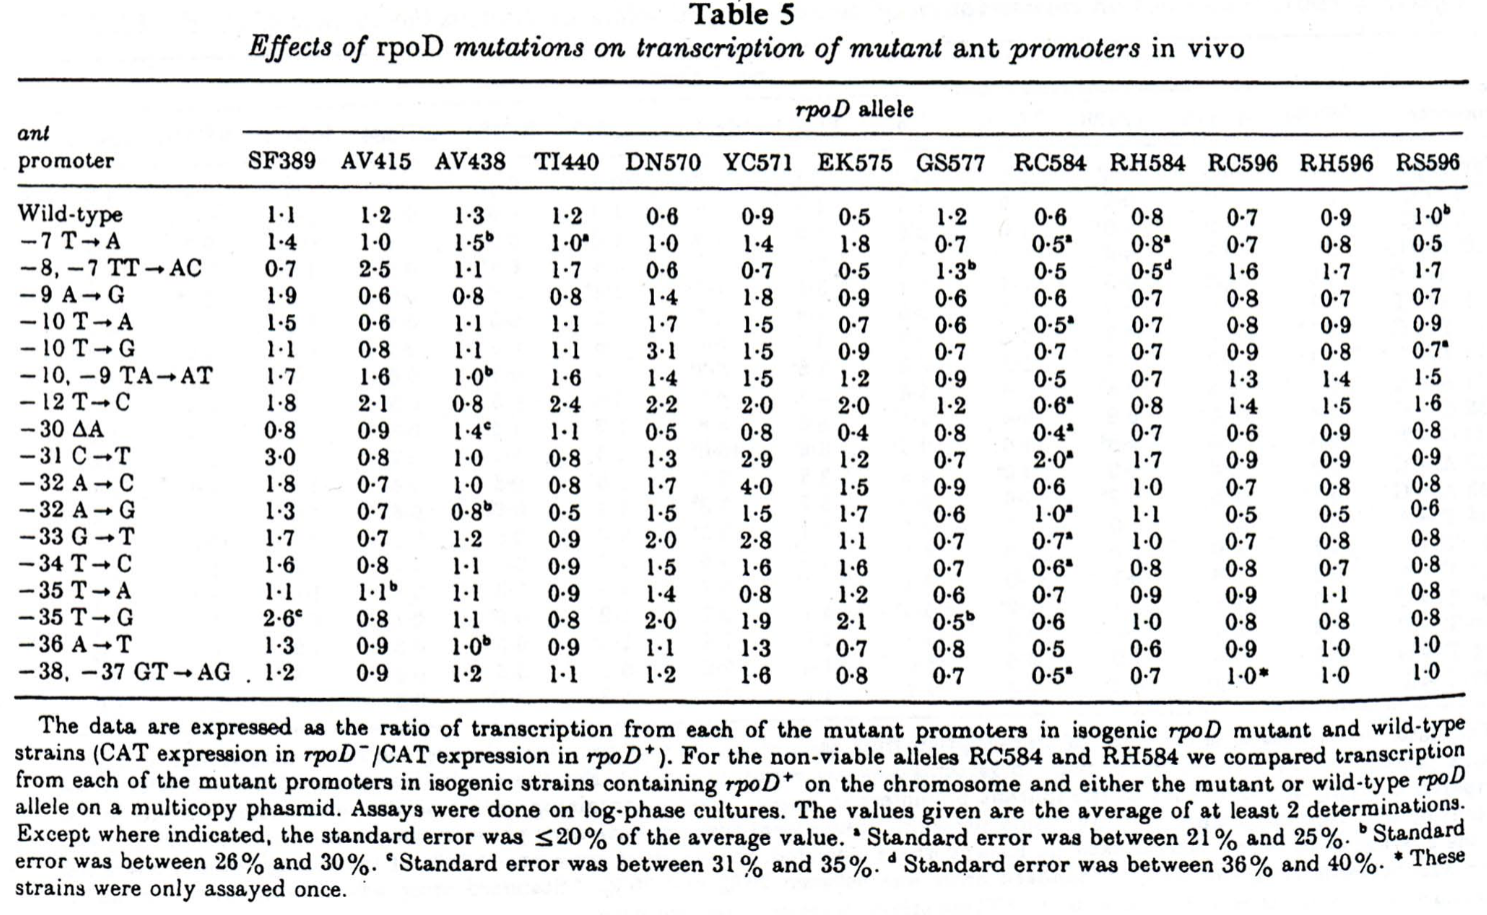 Table 5
Effects of rpoD mutations on transcription of mutant ant promoters in vivo
rpoD allele
ant
promoter SF389 AV415 AV438 TI440 DN570 YC571 EK575 GS577 RC584 RH584 RC596 RH596 RS596
Wild-type 1·1 1·2 1·3 1·2 0·6 0·9 0·5 1·2 0·6 0·8 0·7 0·9 1·0ᵇ
−7 T→A 1·4 1·0 1·5ᵇ 1·0ᵃ 1·0 1·4 1·8 0·7 0·5ᵃ 0·8ᵃ 0·7 0·8 0·5
−8, −7 TT→AC 0·7 2·5 1·1 1·7 0·6 0·7 0·5 1·3ᵇ 0·5 0·5ᵈ 1·6 1·7 1·7
−9 A→G 1·9 0·6 0·8 0·8 1·4 1·8 0·9 0·6 0·6 0·7 0·8 0·7 0·7
−10 T→A 1·5 0·6 1·1 1·1 1·7 1·5 0·7 0·6 0·5ᵃ 0·7 0·8 0·9 0·9
−10 T→G 1·1 0·8 1·1 1·1 3·1 1·5 0·9 0·7 0·7 0·7 0·9 0·8 0·7ᵃ
−10, −9 TA→AT 1·7 1·6 1·0ᵇ 1·6 1·4 1·5 1·2 0·9 0·5 0·7 1·3 1·4 1·5
−12 T→C 1·8 2·1 0·8 2·4 2·2 2·0 2·0 1·2 0·6ᵃ 0·8 1·4 1·5 1·6
−30 ΔA 0·8 0·9 1·4ᶜ 1·1 0·5 0·8 0·4 0·8 0·4ᵃ 0·7 0·6 0·9 0·8
−31 C→T 3·0 0·8 1·0 0·8 1·3 2·9 1·2 0·7 2·0ᵃ 1·7 0·9 0·9 0·9
−32 A→C 1·8 0·7 1·0 0·8 1·7 4·0 1·5 0·9 0·6 1·0 0·7 0·8 0·8
−32 A→G 1·3 0·7 0·8ᵇ 0·5 1·5 1·5 1·7 0·6 1·0ᵃ 1·1 0·5 0·5 0·6
−33 G→T 1·7 0·7 1·2 0·9 2·0 2·8 1·1 0·7 0·7ᵃ 1·0 0·7 0·8 0·8
−34 T→C 1·6 0·8 1·1 0·9 1·5 1·6 1·6 0·7 0·6ᵃ 0·8 0·8 0·7 0·8
−35 T→A 1·1 1·1ᵇ 1·1 0·9 1·4 0·8 1·2 0·6 0·7 0·9 0·9 1·1 0·8
−35 T→G 2·6ᶜ 0·8 1·1 0·8 2·0 1·9 2·1 0·5ᵇ 0·6 1·0 0·8 0·8 0·8
−36 A→T 1·3 0·9 1·0ᵇ 0·9 1·1 1·3 0·7 0·8 0·5 0·6 0·9 1·0 1·0
−38, −37 GT→AG 1·2 0·9 1·2 1·1 1·2 1·6 0·8 0·7 0·5ᵃ 0·7 1·0* 1·0 1·0
The data are expressed as the ratio of transcription from each of the mutant promoters in isogenic rpoD mutant and wild-type
strains (CAT expression in rpoD⁻/CAT expression in rpoD⁺). For the non-viable alleles RC584 and RH584 we compared transcription
from each of the mutant promoters in isogenic strains containing rpoD⁺ on the chromosome and either the mutant or wild-type rpoD
allele on a multicopy phasmid. Assays were done on log-phase cultures. The values given are the average of at least 2 determinations.
Except where indicated, the standard error was ≤20% of the average value. ᵃ Standard error was between 21% and 25%. ᵇ Standard
error was between 26% and 30%. ᶜ Standard error was between 31% and 35%. ᵈ Standard error was between 36% and 40%. * These
strains were only assayed once.